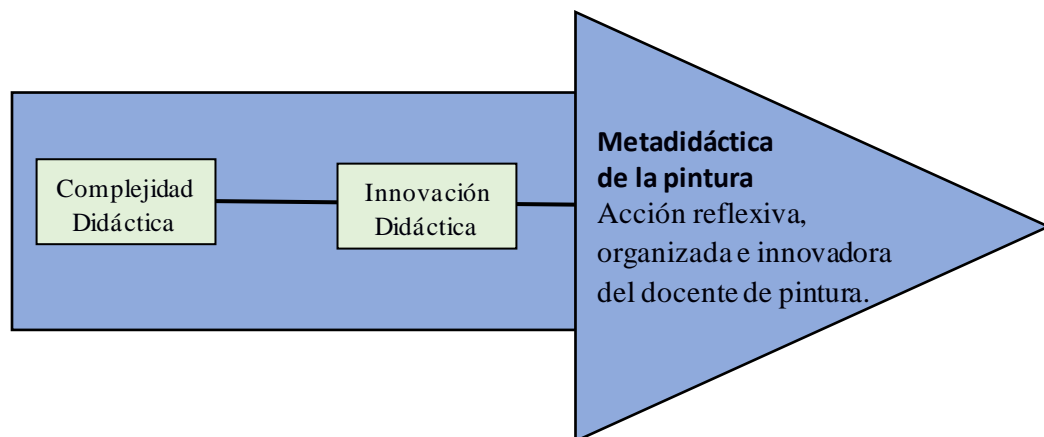 Complejidad
Didáctica
Innovación
Didáctica
Metadidáctica
de la pintura
Acción reflexiva,
organizada e innovadora
del docente de pintura.